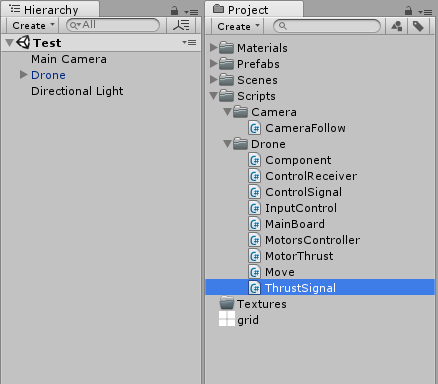 Hierarchy
Create
All
Test
Main Camera
Drone
Directional Light
Project
Create
Materials
Prefabs
Scenes
Scripts
Camera
CameraFollow
Drone
Component
ControlReceiver
ControlSignal
InputControl
MainBoard
MotorsController
MotorThrust
Move
ThrustSignal
Textures
grid